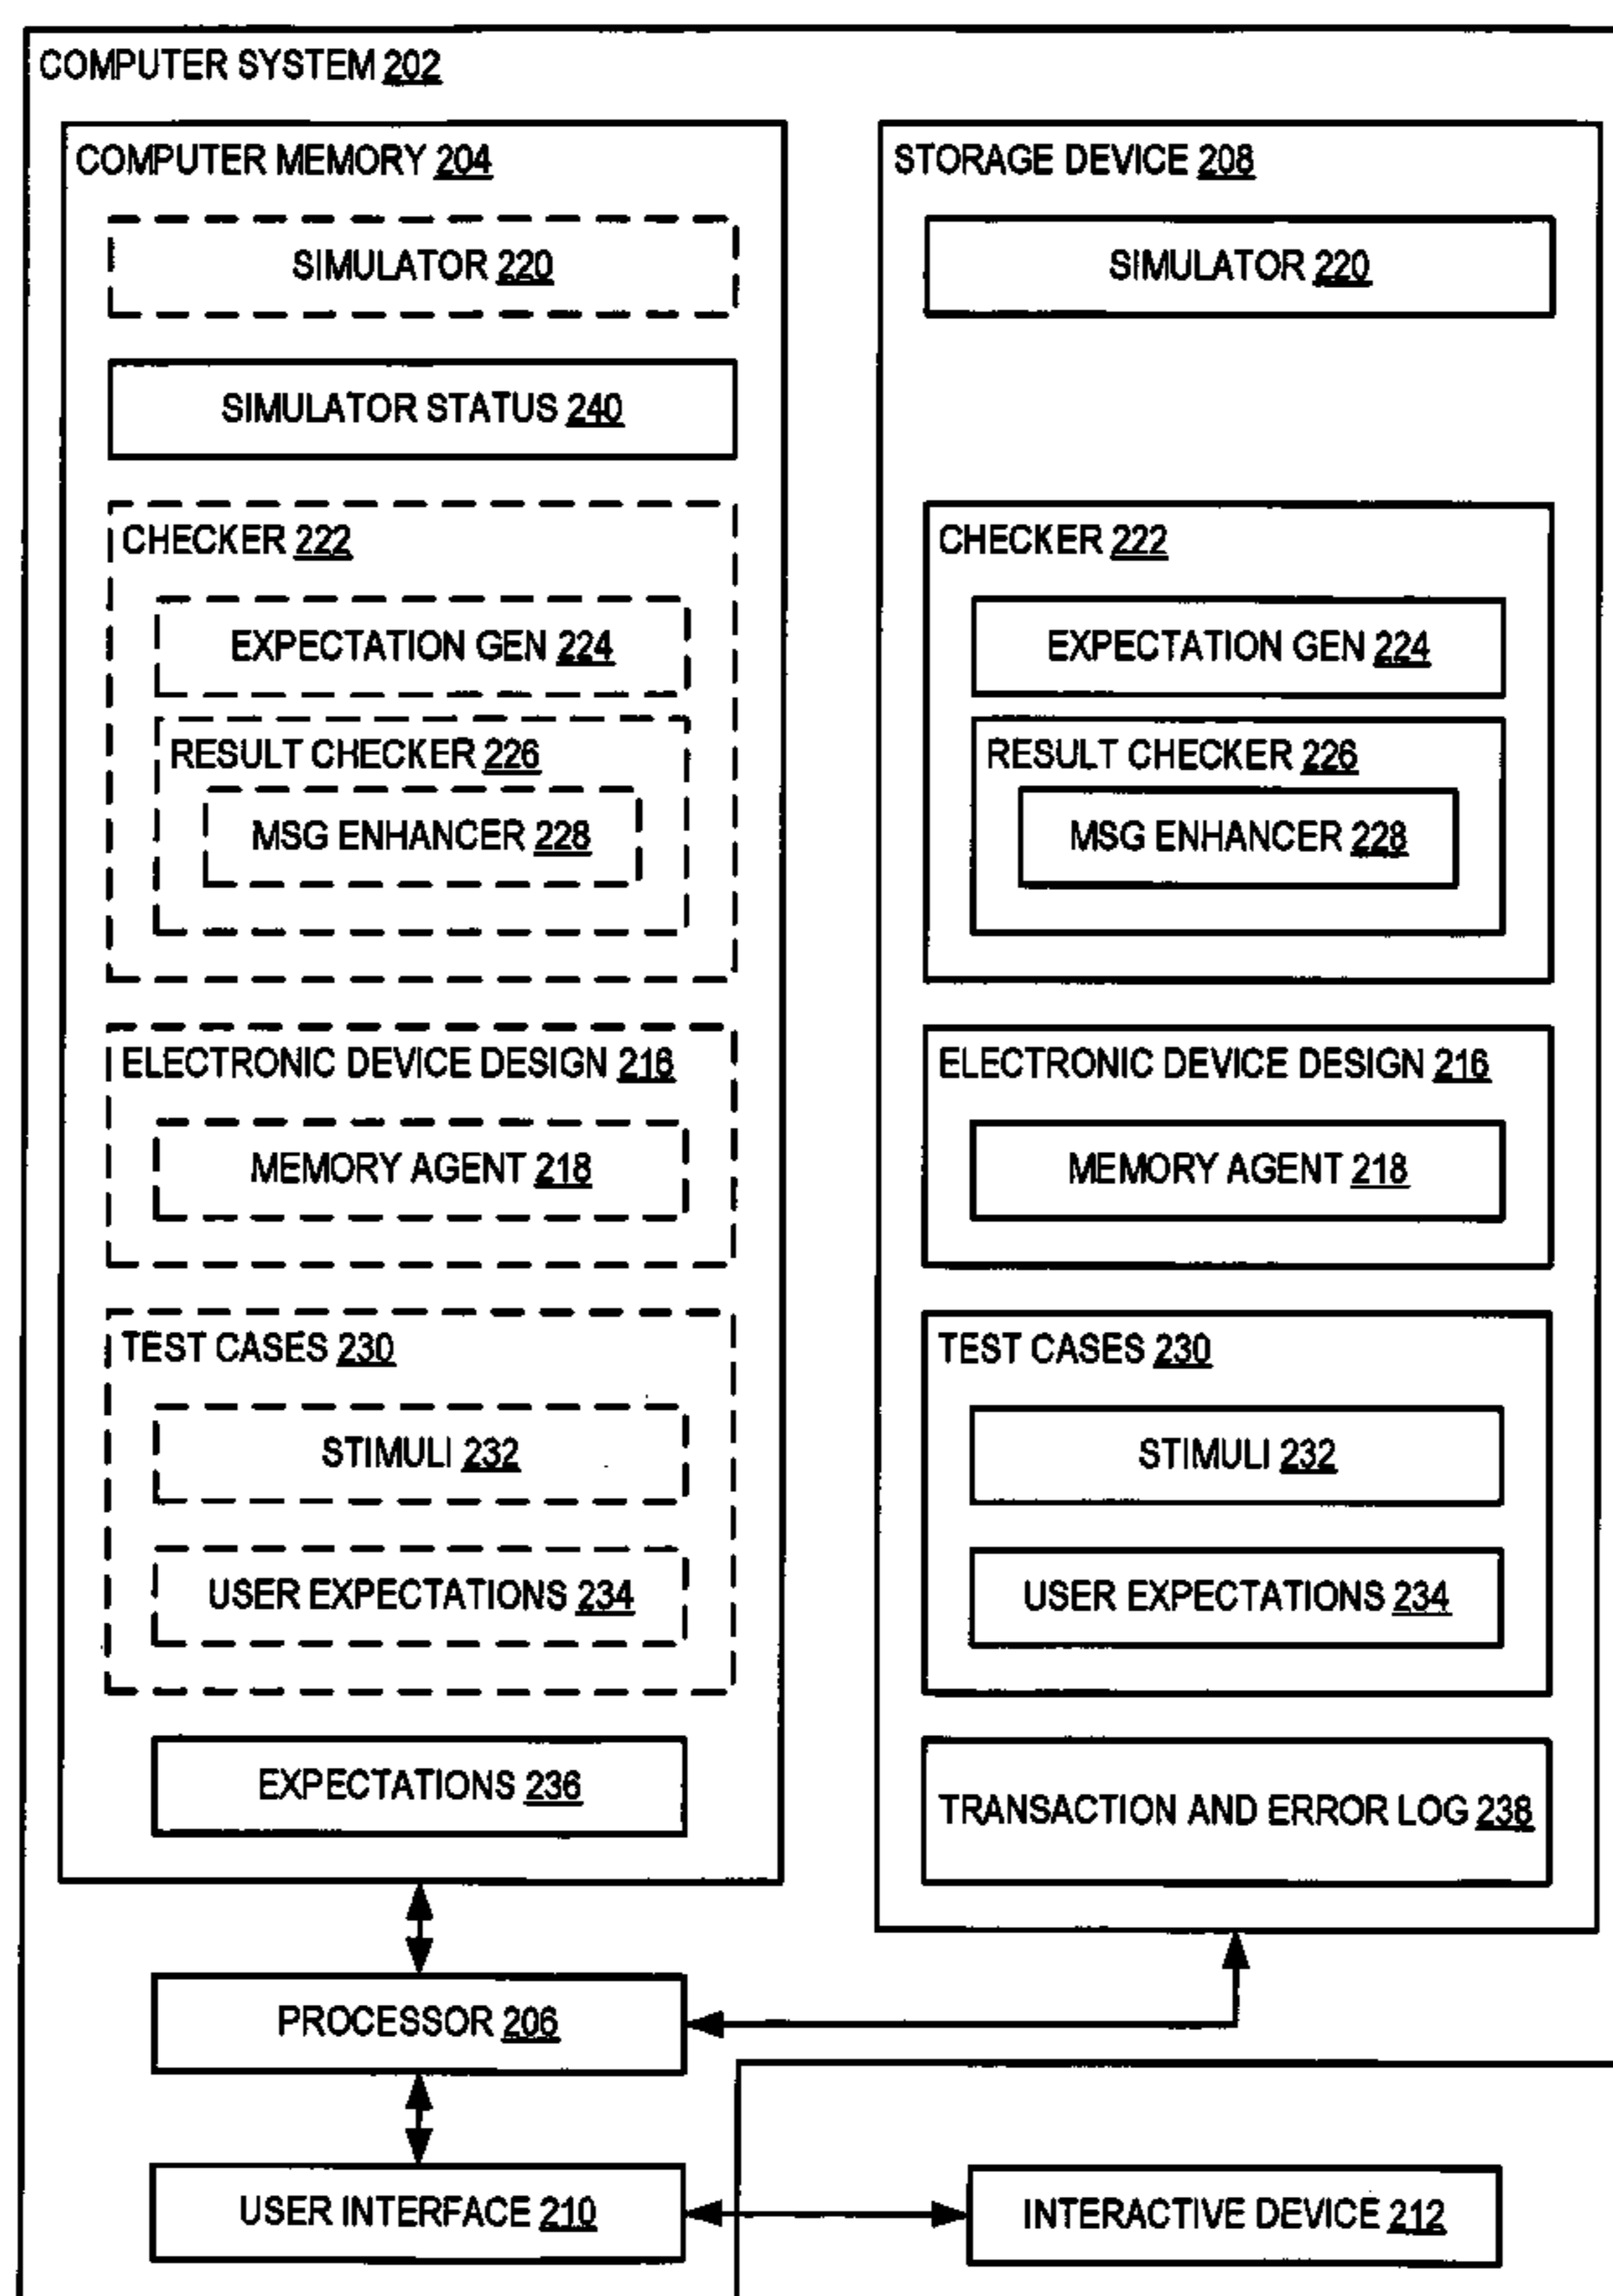 COMPUTER SYSTEM 202
COMPUTER MEMORY 204
SIMULATOR 220
SIMULATOR STATUS 240
CHECKER 222
EXPECTATION GEN 224
RESULT CHECKER 226
MSG ENHANCER 228
ELECTRONIC DEVICE DESIGN 216
MEMORY AGENT 218
TEST CASES 230
STIMULI 232
USER EXPECTATIONS 234
EXPECTATIONS 236
STORAGE DEVICE 208
SIMULATOR 220
CHECKER 222
EXPECTATION GEN 224
RESULT CHECKER 226
MSG ENHANCER 228
ELECTRONIC DEVICE DESIGN 216
MEMORY AGENT 218
TEST CASES 230
STIMULI 232
USER EXPECTATIONS 234
TRANSACTION AND ERROR LOG 238
PROCESSOR 206
USER INTERFACE 210
INTERACTIVE DEVICE 212